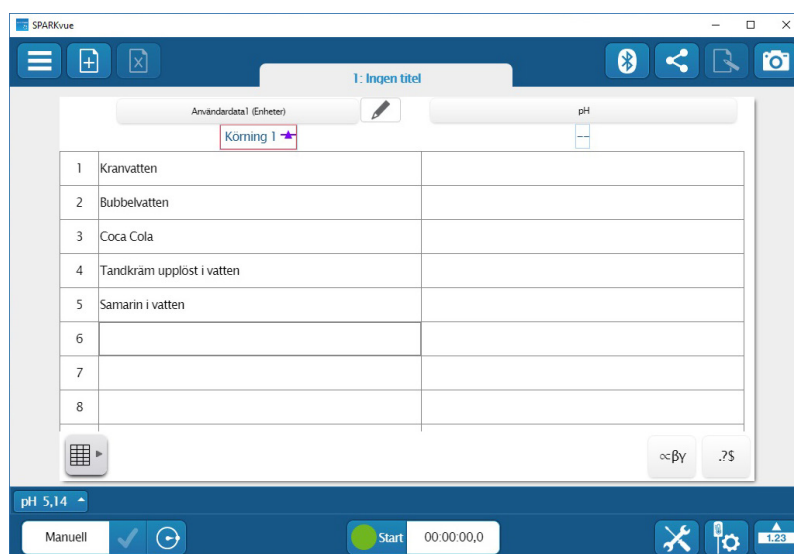 SPARKvue
1: Ingen titel
Användardata1 (Enheter)
pH
Körning 1
--
1 Kranvatten
2 Bubbelvatten
3 Coca Cola
4 Tandkräm upplöst i vatten
5 Samarin i vatten
6
7
8
∝βγ .?$
pH 5,14
Manuell
Start 00:00:00,0
1.23